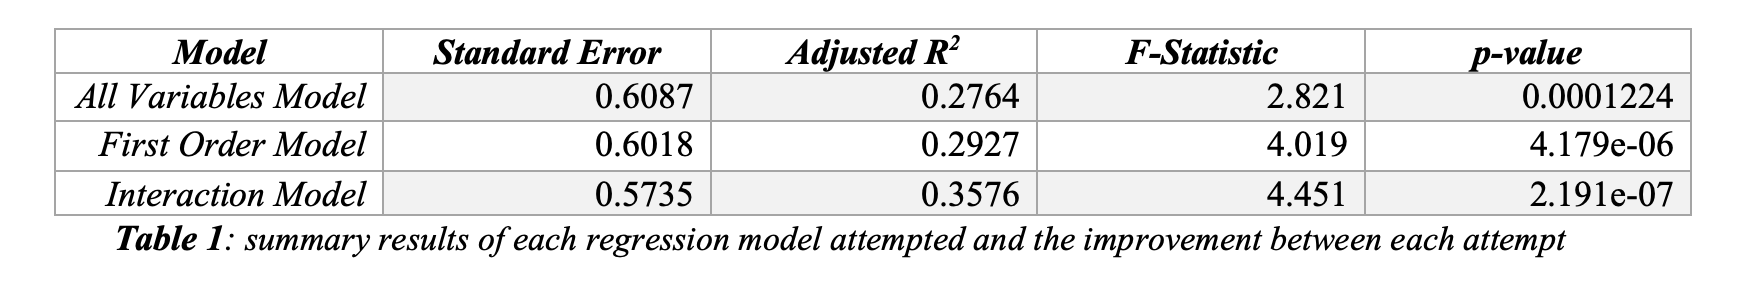 Model Standard Error Adjusted R² F-Statistic p-value
All Variables Model 0.6087 0.2764 2.821 0.0001224
First Order Model 0.6018 0.2927 4.019 4.179e-06
Interaction Model 0.5735 0.3576 4.451 2.191e-07
Table 1: summary results of each regression model attempted and the improvement between each attempt